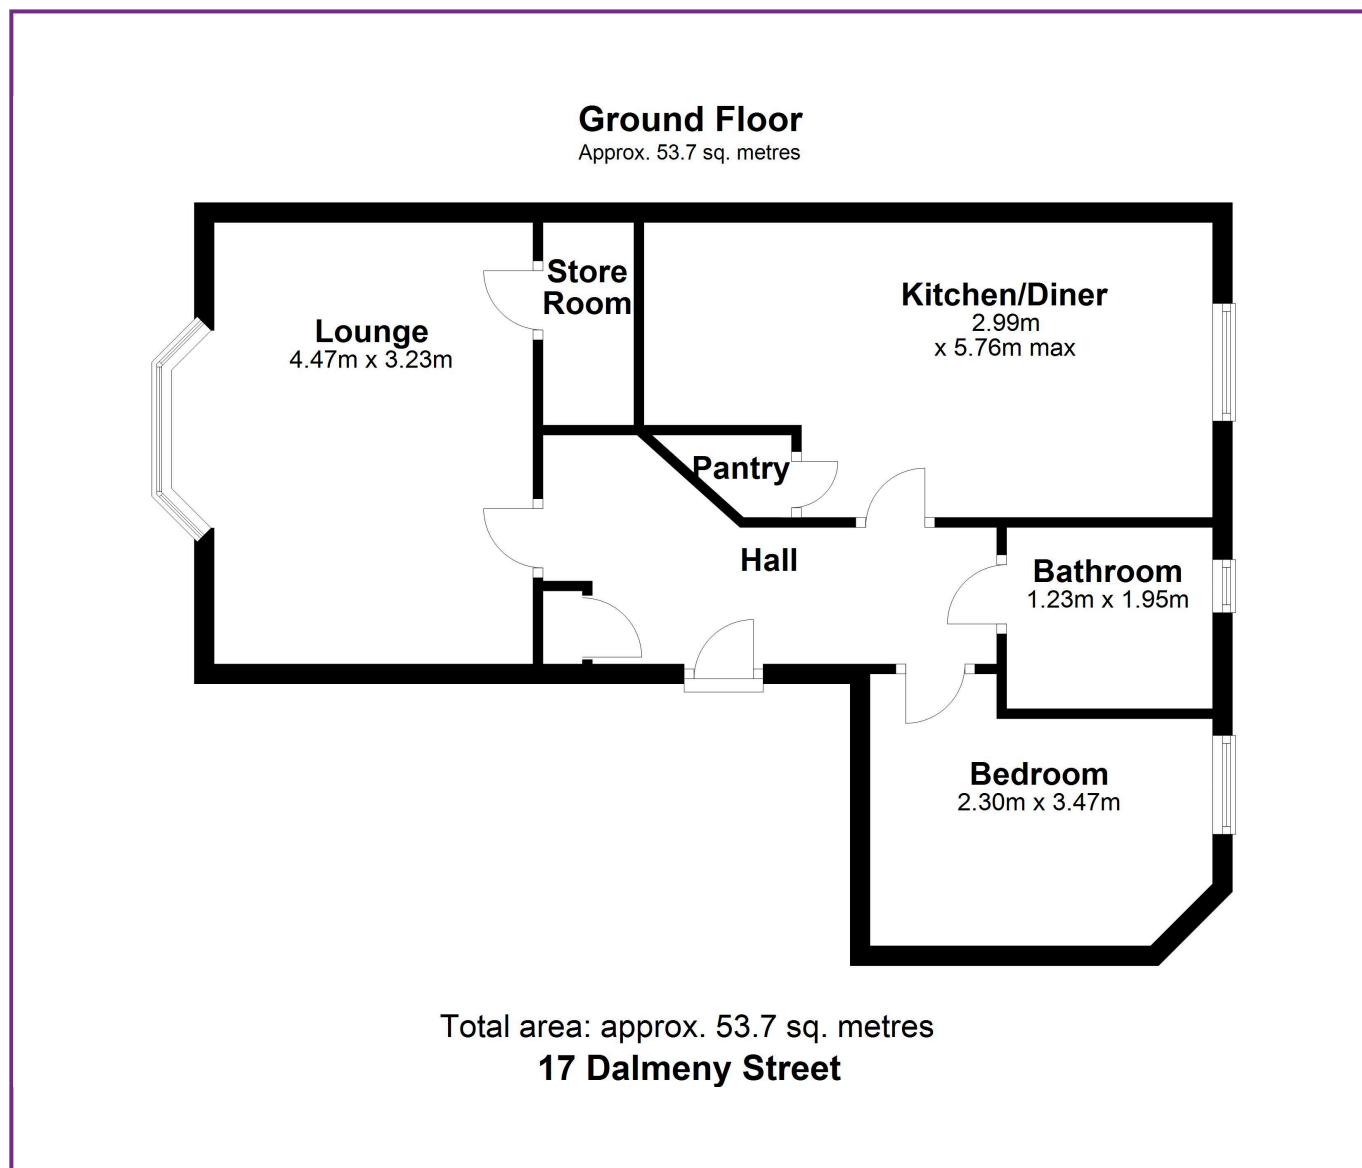 Ground Floor
Approx. 53.7 sq. metres
Store
Room
Kitchen/Diner
2.99m
x 5.76m max
Lounge
4.47m x 3.23m
Pantry
Hall
Bathroom
1.23m x 1.95m
Bedroom
2.30m x 3.47m
Total area: approx. 53.7 sq. metres
17 Dalmeny Street